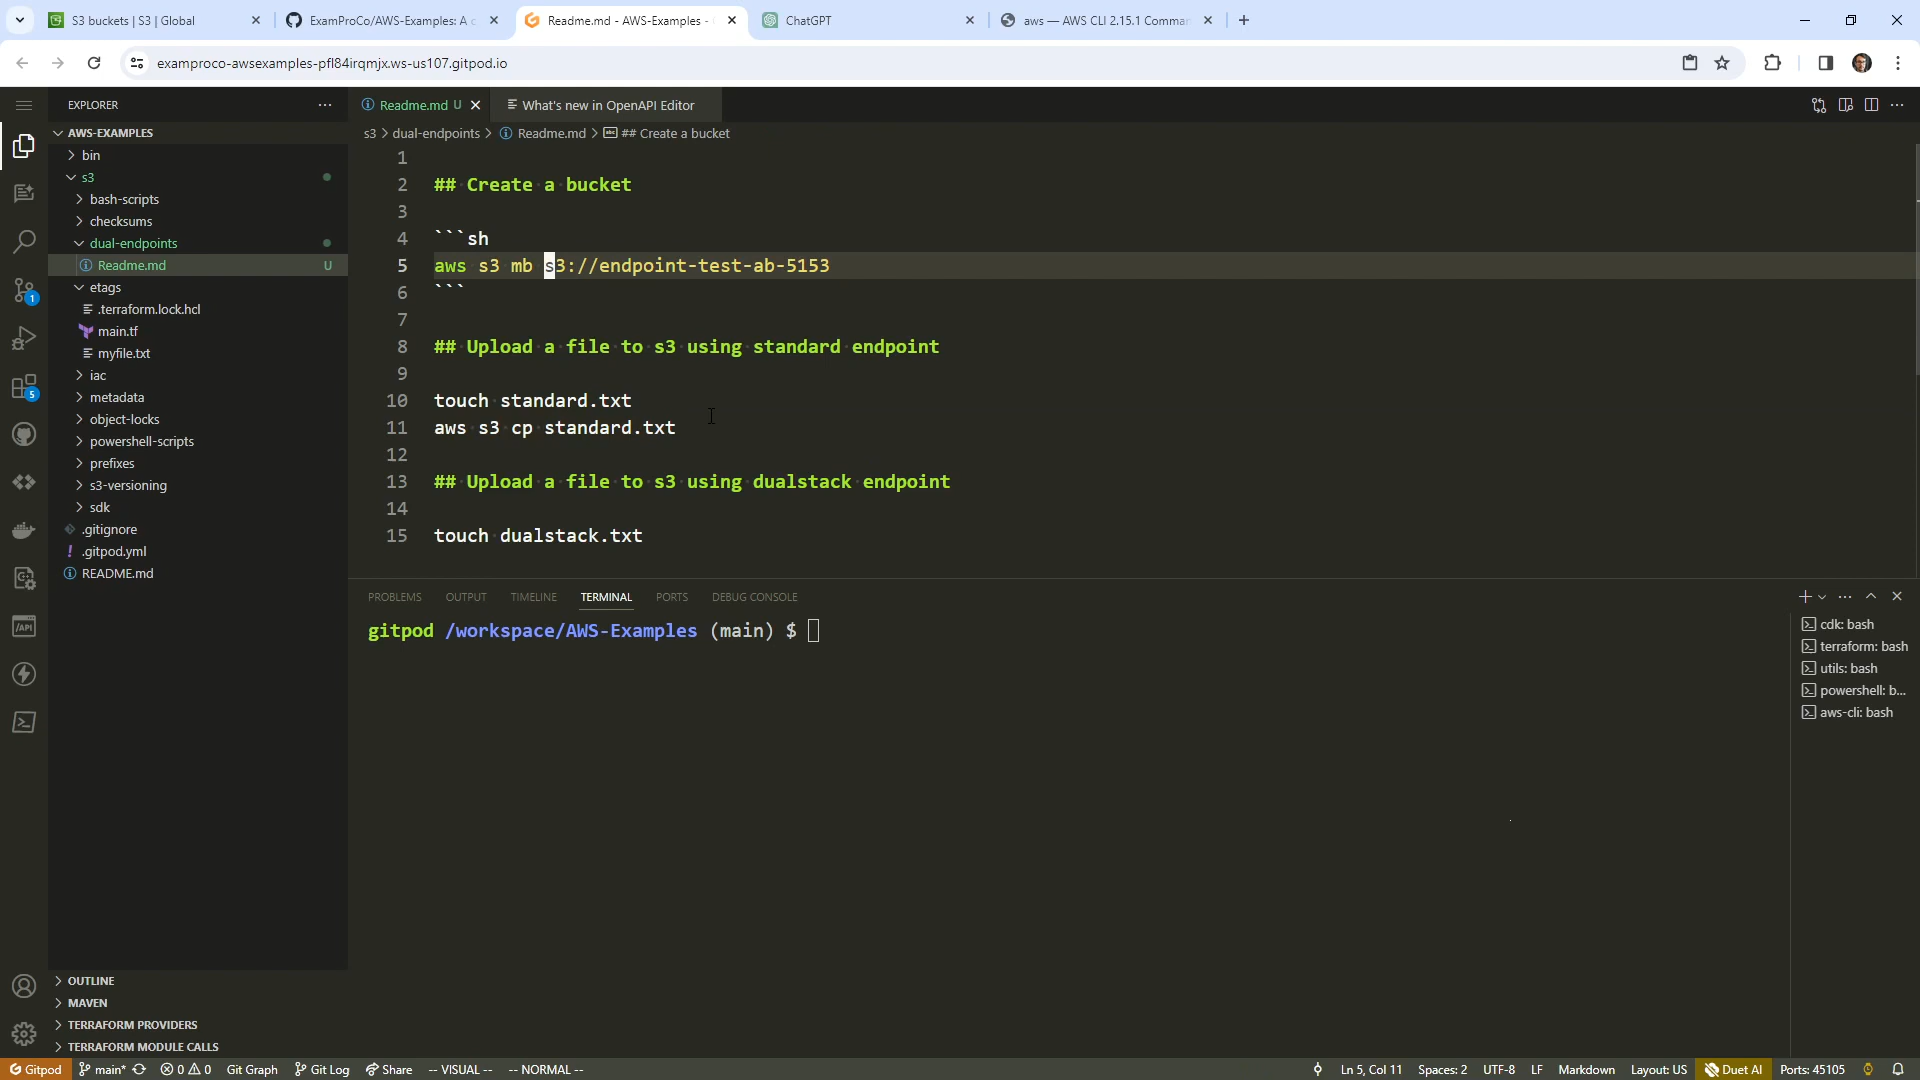 S3 buckets | S3 | Global
ExamProCo/AWS-Examples: A c
Readme.md - AWS-Examples -
ChatGPT
aws — AWS CLI 2.15.1 Comman
examproco-awsexamples-pfl84irqmjx.ws-us107.gitpod.io
EXPLORER
Readme.md U
What's new in OpenAPI Editor
AWS-EXAMPLES
s3 > dual-endpoints > Readme.md > ## Create a bucket
bin
s3
bash-scripts
checksums
dual-endpoints
Readme.md U
etags
.terraform.lock.hcl
main.tf
myfile.txt
iac
metadata
object-locks
powershell-scripts
prefixes
s3-versioning
sdk
.gitignore
.gitpod.yml
README.md
1
2 ## Create a bucket
3
4 ```sh
5 aws s3 mb s3://endpoint-test-ab-5153
6 ```
7
8 ## Upload a file to s3 using standard endpoint
9
10 touch standard.txt
11 aws s3 cp standard.txt
12
13 ## Upload a file to s3 using dualstack endpoint
14
15 touch dualstack.txt
PROBLEMS OUTPUT TIMELINE TERMINAL PORTS DEBUG CONSOLE
gitpod /workspace/AWS-Examples (main) $
cdk: bash
terraform: bash
utils: bash
powershell: b...
aws-cli: bash
1
5
API
OUTLINE
MAVEN
TERRAFORM PROVIDERS
TERRAFORM MODULE CALLS
Gitpod main* 0 0 Git Graph Git Log Share -- VISUAL -- -- NORMAL -- Ln 5, Col 11 Spaces: 2 UTF-8 LF Markdown Layout: US Duet AI Ports: 45105